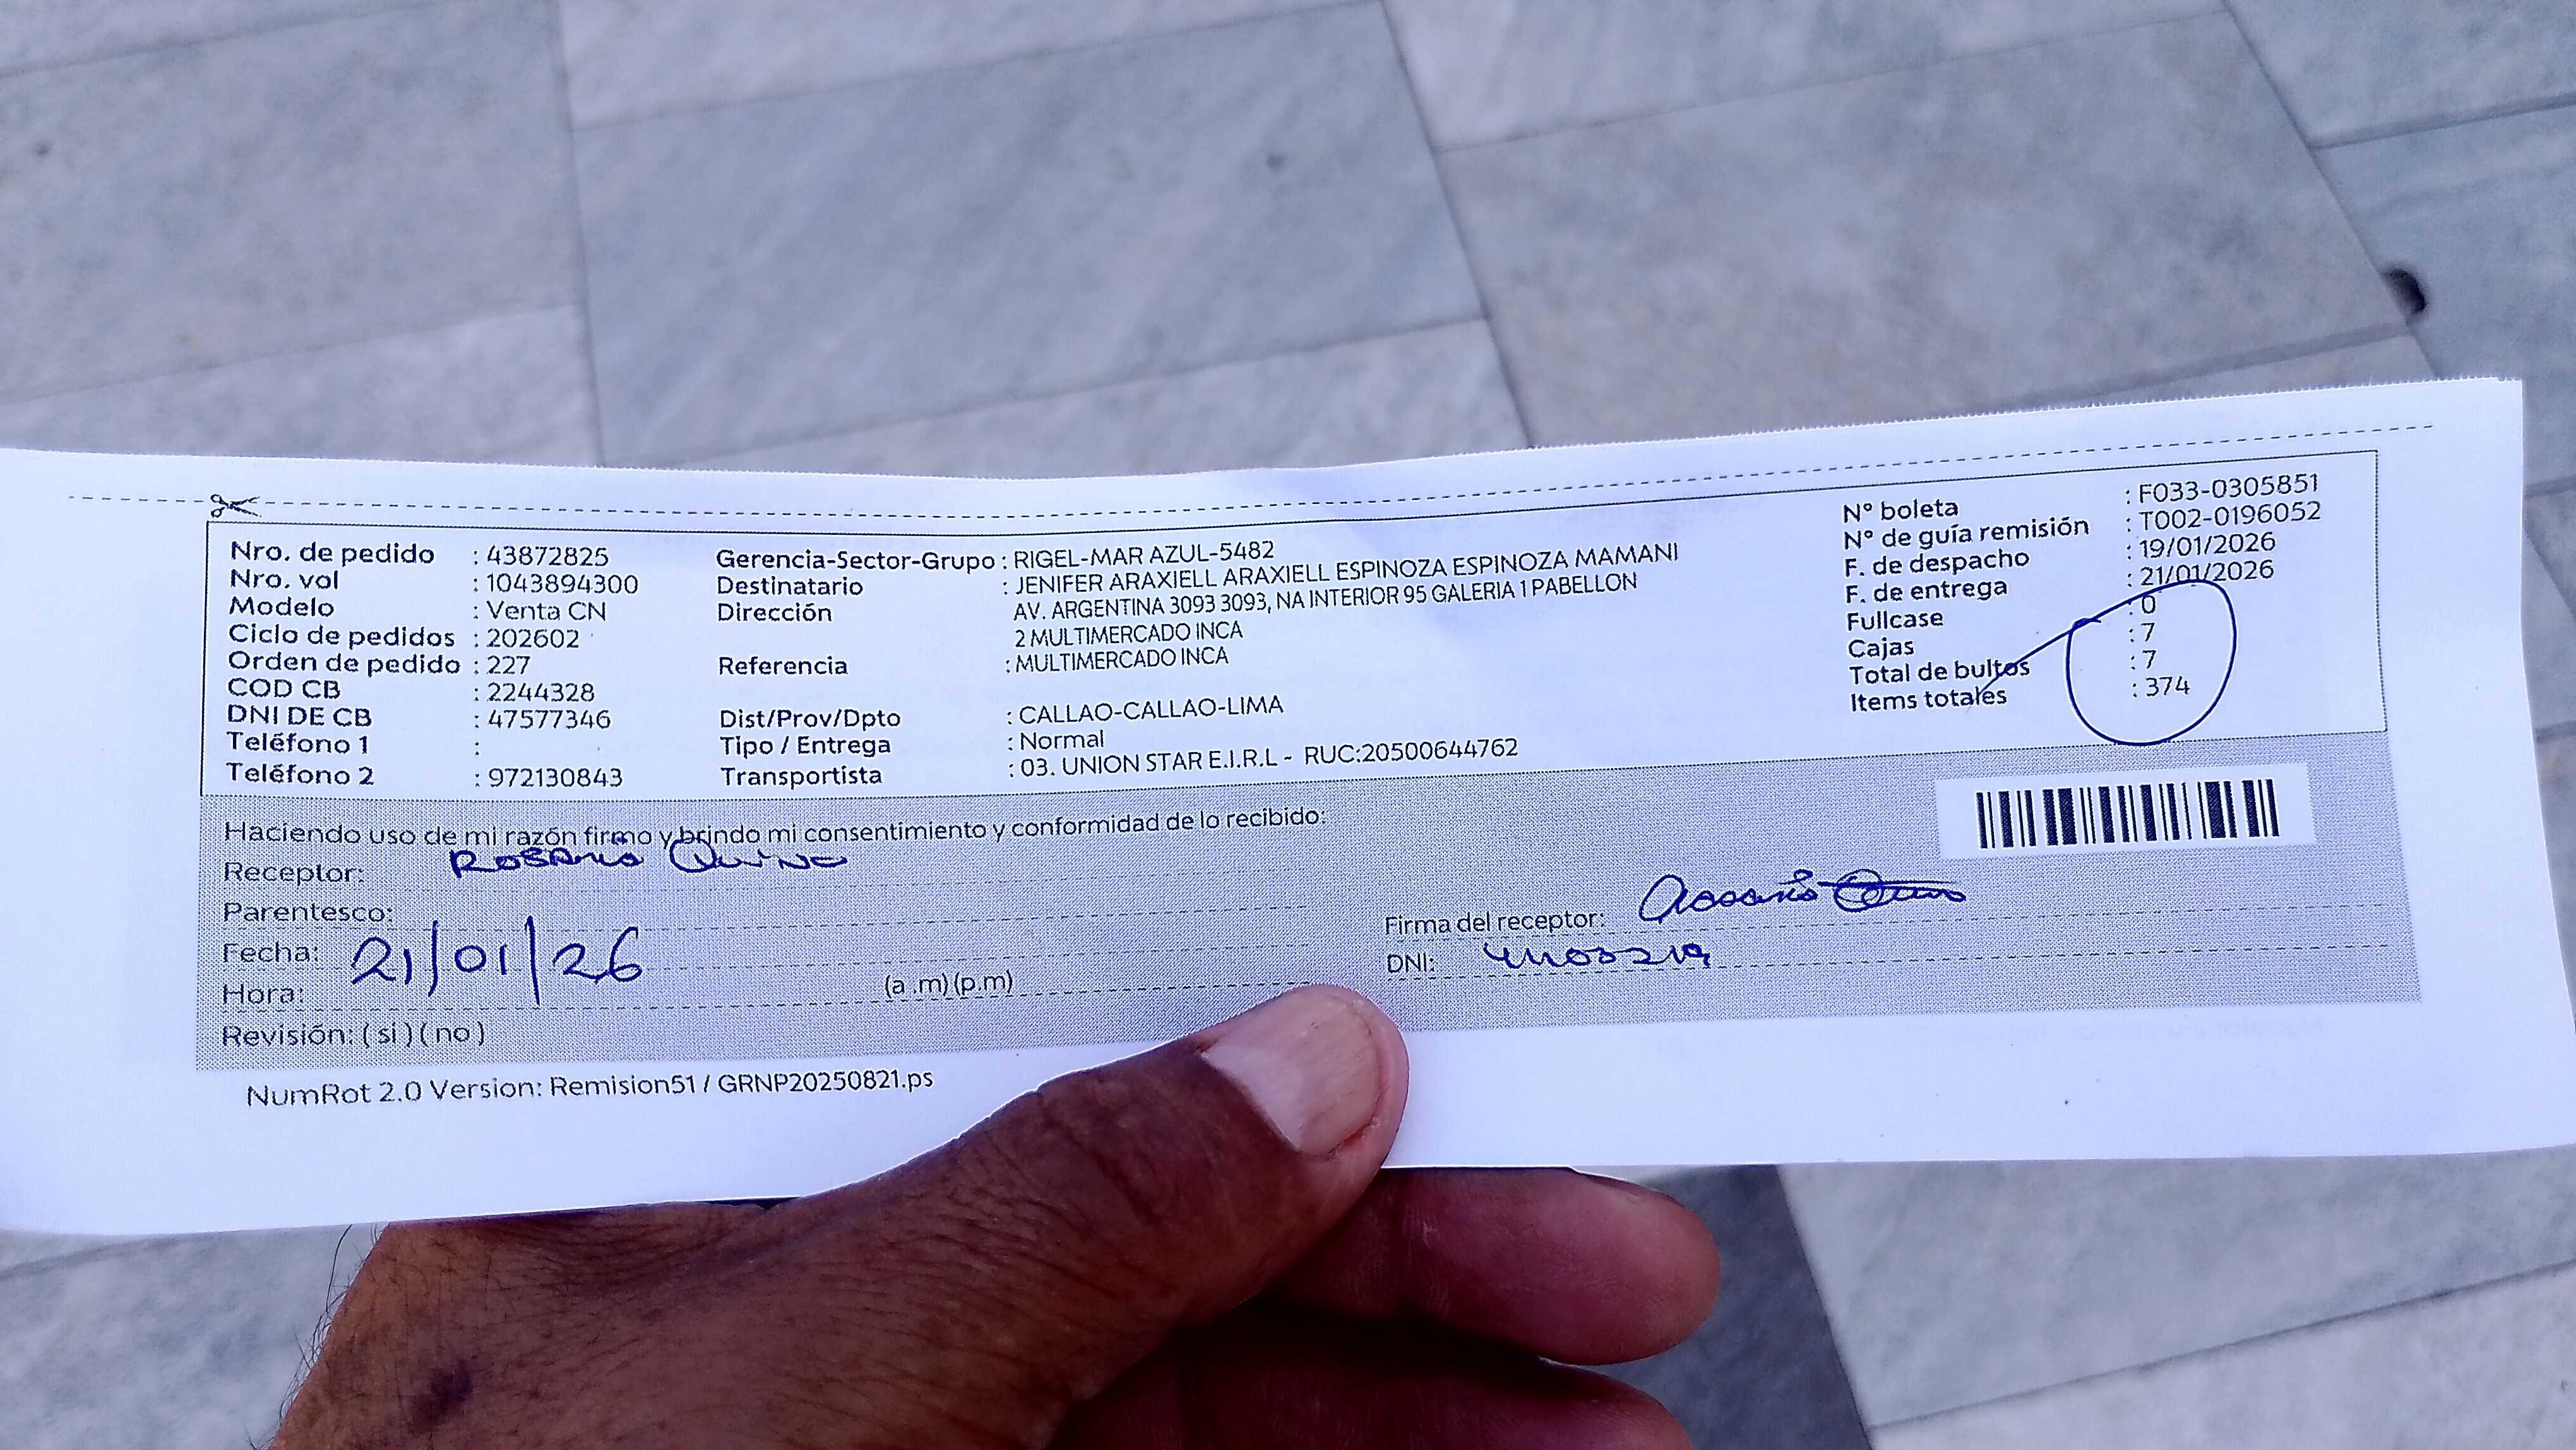 Nro. de pedido : 43872825
Nro. vol : 1043894300
Modelo : Venta CN
Ciclo de pedidos : 202602
Orden de pedido : 227
COD CB : 2244328
DNI DE CB : 47577346
Teléfono 1 :
Teléfono 2 : 972130843
Gerencia-Sector-Grupo : RIGEL-MAR AZUL-5482
Destinatario : JENIFER ARAXIELL ARAXIELL ESPINOZA ESPINOZA MAMANI
Dirección AV. ARGENTINA 3093 3093, NA INTERIOR 95 GALERIA 1 PABELLON
2 MULTIMERCADO INCA
Referencia : MULTIMERCADO INCA
Dist/Prov/Dpto : CALLAO-CALLAO-LIMA
Tipo / Entrega : Normal
Transportista : 03. UNION STAR E.I.R.L - RUC:20500644762
N° boleta : F033-0305851
N° de guía remisión : T002-0196052
F. de despacho : 19/01/2026
F. de entrega : 21/01/2026
Fullcase : 0
Cajas : 7
Total de bultos : 7
Items totales : 374
Haciendo uso de mi razón firmo y brindo mi consentimiento y conformidad de lo recibido:
Receptor: Rosario
Parentesco:
Fecha: 21/01/26
Hora: (a .m) (p.m)
Revisión: ( si ) ( no )
Firma del receptor:
DNI:
NumRot 2.0 Version: Remision51 / GRNP20250821.ps